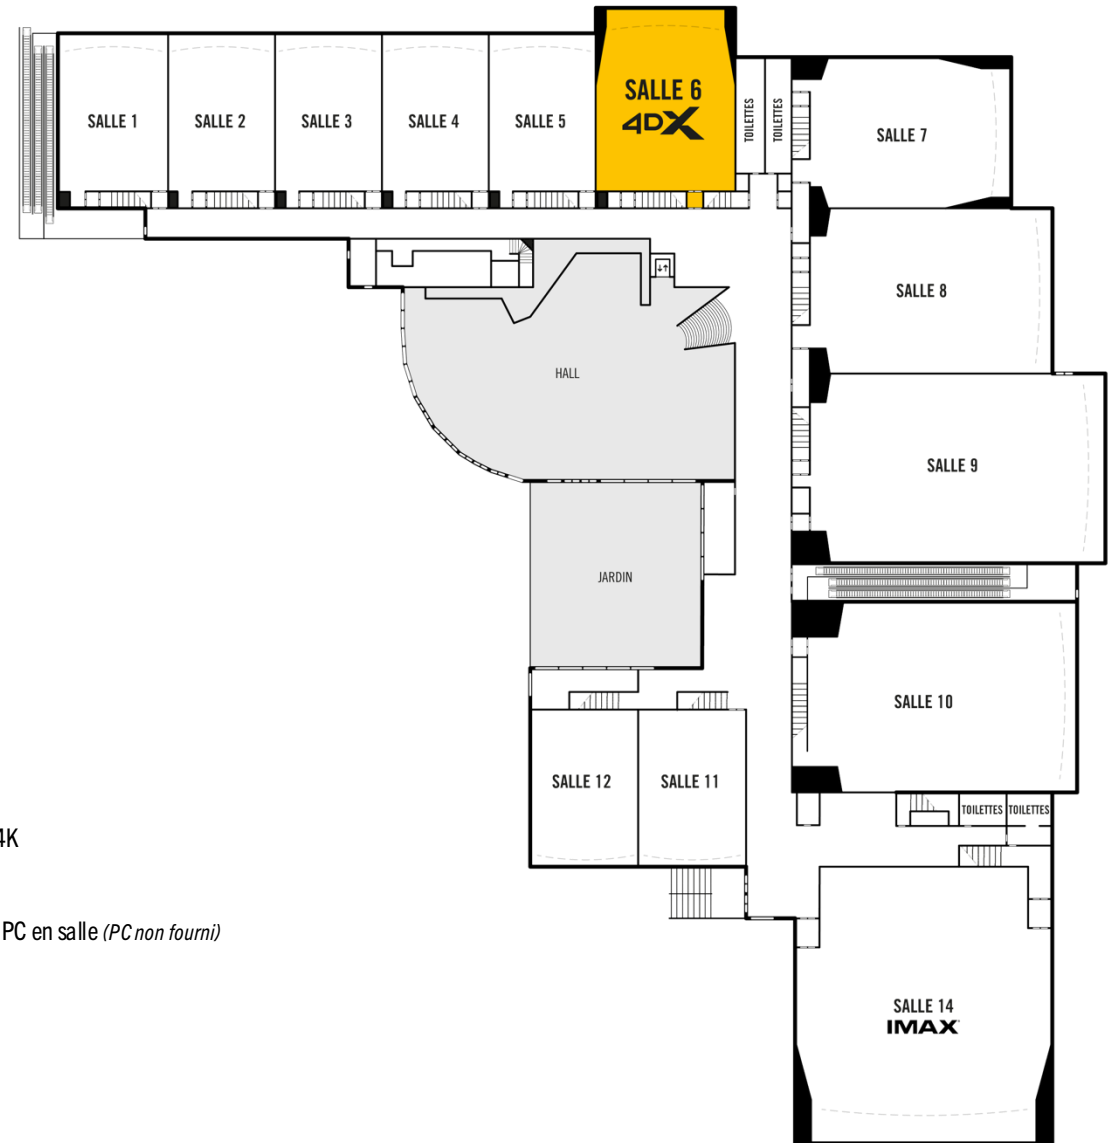 SALLE 1
SALLE 2
SALLE 3
SALLE 4
SALLE 5
SALLE 6
4DX
TOILETTES
TOILETTES
SALLE 7
SALLE 8
HALL
SALLE 9
JARDIN
SALLE 10
SALLE 12
SALLE 11
TOILETTES
TOILETTES
4K
PC en salle (PC non fourni)
SALLE 14
IMAX